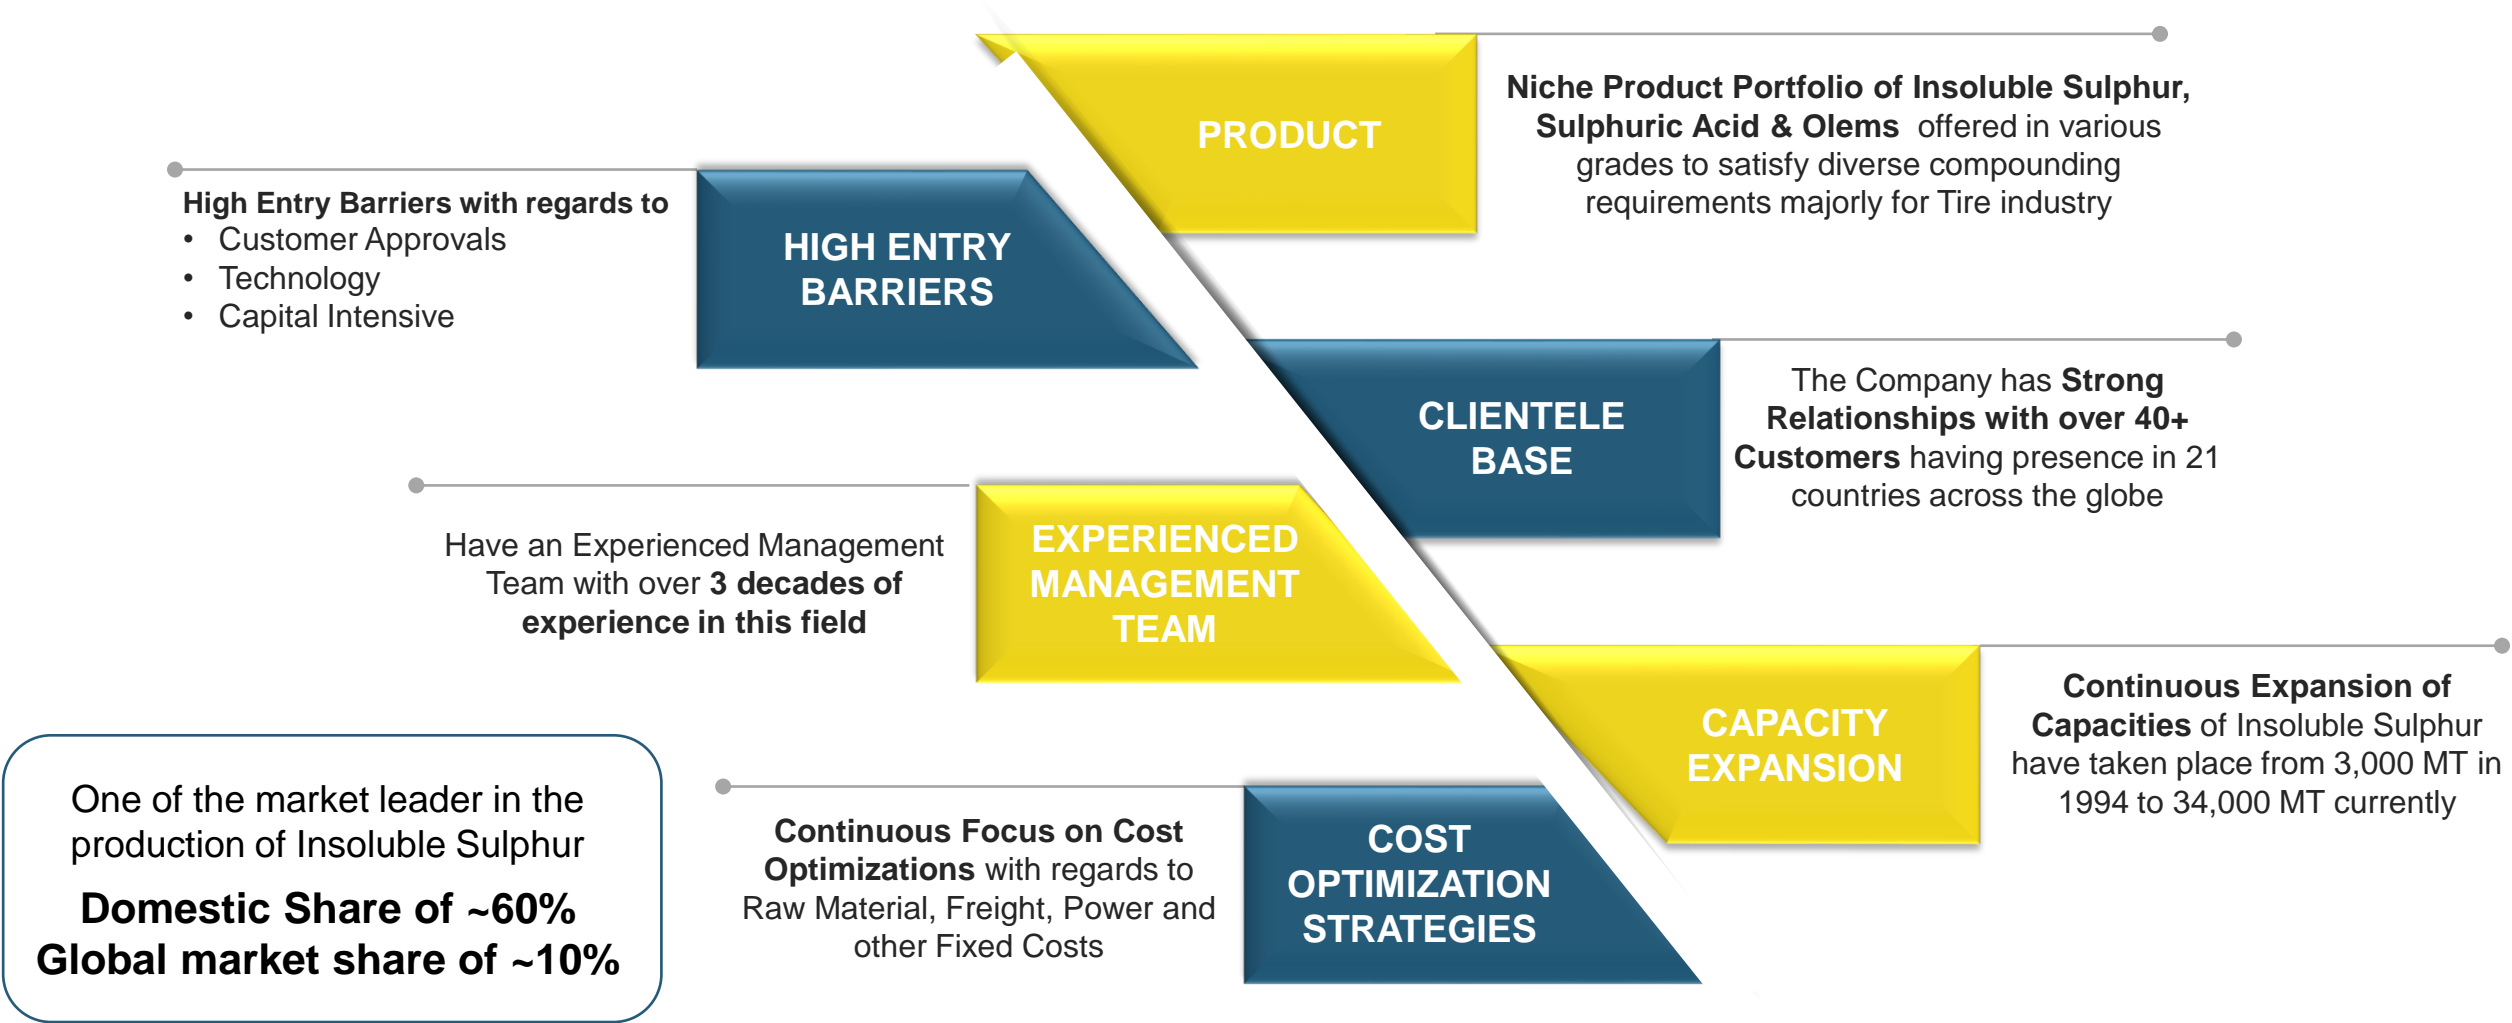 PRODUCT
Niche Product Portfolio of Insoluble Sulphur,
Sulphuric Acid & Olems offered in various
grades to satisfy diverse compounding
requirements majorly for Tire industry
High Entry Barriers with regards to
• Customer Approvals
• Technology
• Capital Intensive
HIGH ENTRY
BARRIERS
CLIENTELE
BASE
The Company has Strong
Relationships with over 40+
Customers having presence in 21
countries across the globe
Have an Experienced Management
Team with over 3 decades of
experience in this field
EXPERIENCED
MANAGEMENT
TEAM
CAPACITY
EXPANSION
Continuous Expansion of
Capacities of Insoluble Sulphur
have taken place from 3,000 MT in
1994 to 34,000 MT currently
Continuous Focus on Cost
Optimizations with regards to
Raw Material, Freight, Power and
other Fixed Costs
COST
OPTIMIZATION
STRATEGIES
One of the market leader in the
production of Insoluble Sulphur
Domestic Share of ~60%
Global market share of ~10%